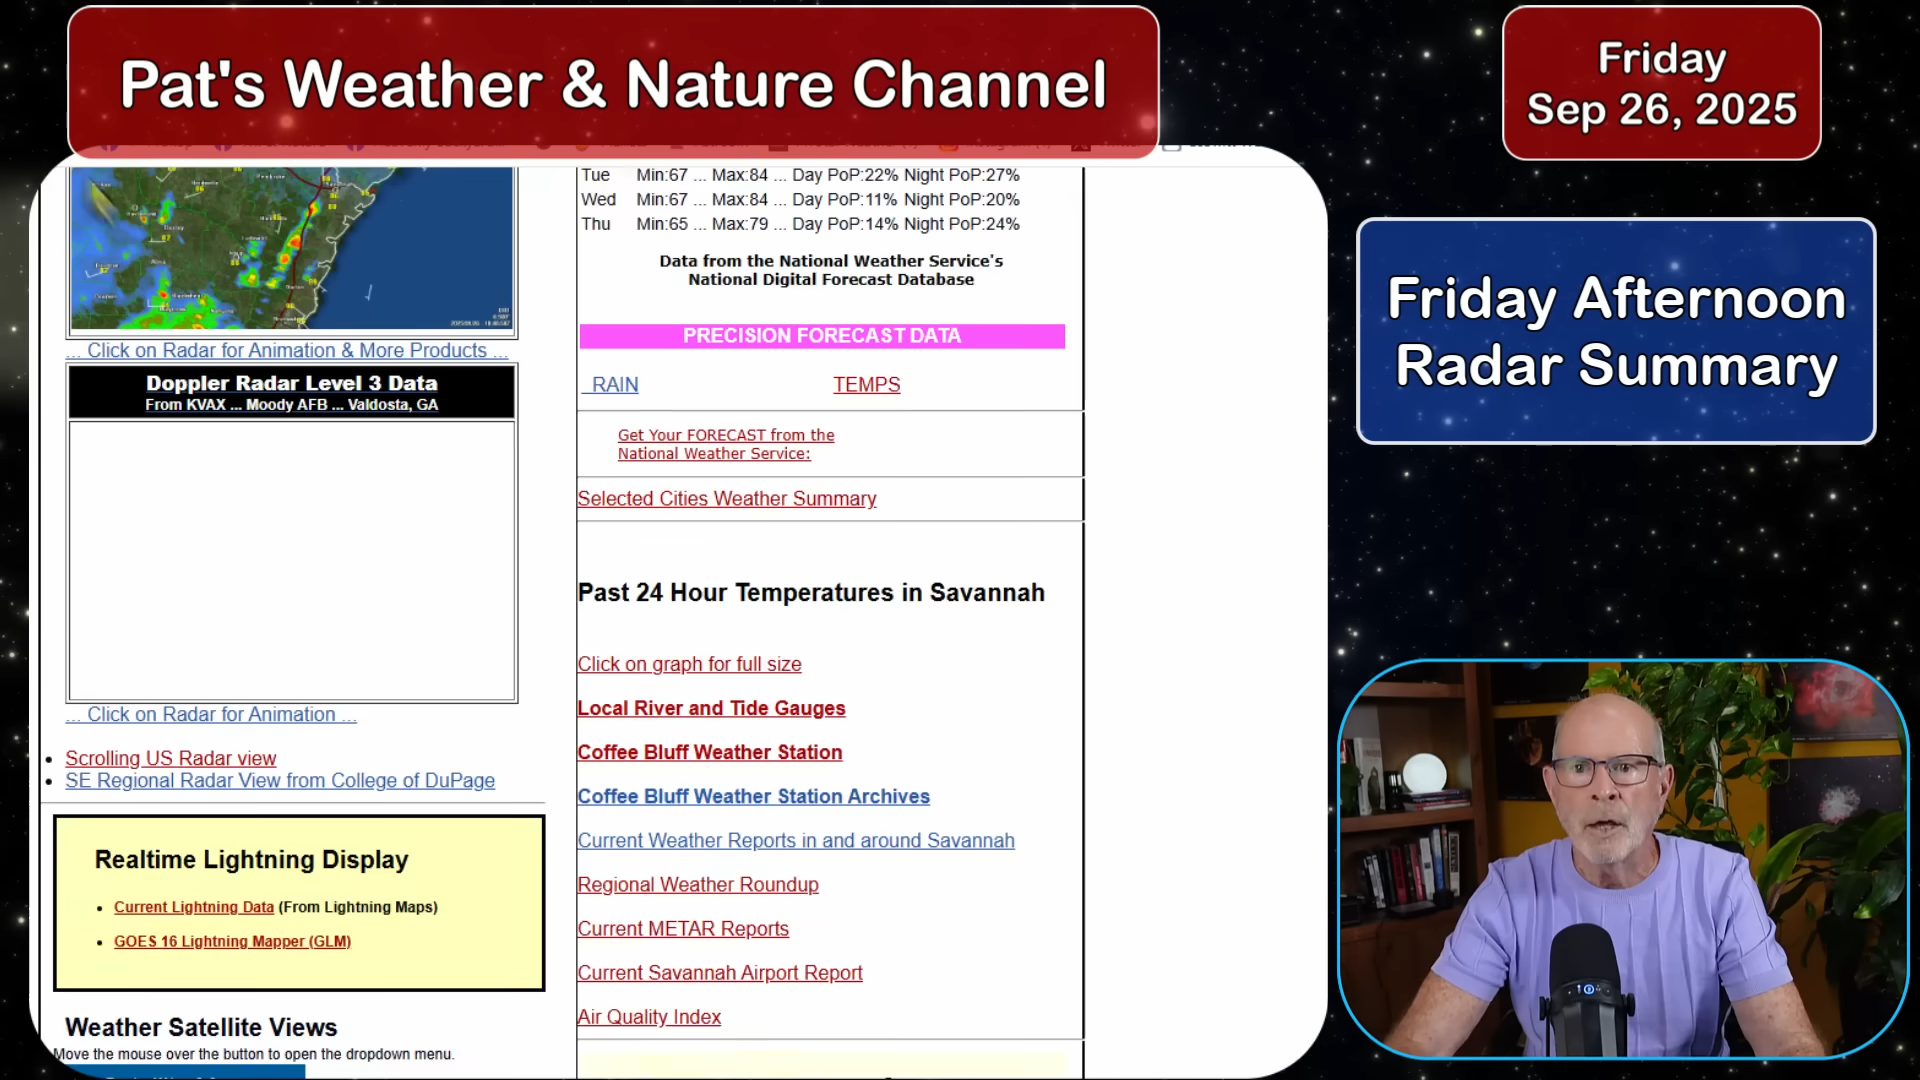 Pat's Weather & Nature Channel
Friday
Sep 26, 2025
Friday Afternoon
Radar Summary
... Click on Radar for Animation & More Products ...
Doppler Radar Level 3 Data
From KVAX ... Moody AFB ... Valdosta, GA
... Click on Radar for Animation ...
Scrolling US Radar view
SE Regional Radar View from College of DuPage
Realtime Lightning Display
Current Lightning Data (From Lightning Maps)
GOES 16 Lightning Mapper (GLM)
Weather Satellite Views
Move the mouse over the button to open the dropdown menu.
Tue Min:67 ... Max:84 ... Day PoP:22% Night PoP:27%
Wed Min:67 ... Max:84 ... Day PoP:11% Night PoP:20%
Thu Min:65 ... Max:79 ... Day PoP:14% Night PoP:24%
Data from the National Weather Service's
National Digital Forecast Database
PRECISION FORECAST DATA
RAIN TEMPS
Get Your FORECAST from the
National Weather Service:
Selected Cities Weather Summary
Past 24 Hour Temperatures in Savannah
Click on graph for full size
Local River and Tide Gauges
Coffee Bluff Weather Station
Coffee Bluff Weather Station Archives
Current Weather Reports in and around Savannah
Regional Weather Roundup
Current METAR Reports
Current Savannah Airport Report
Air Quality Index